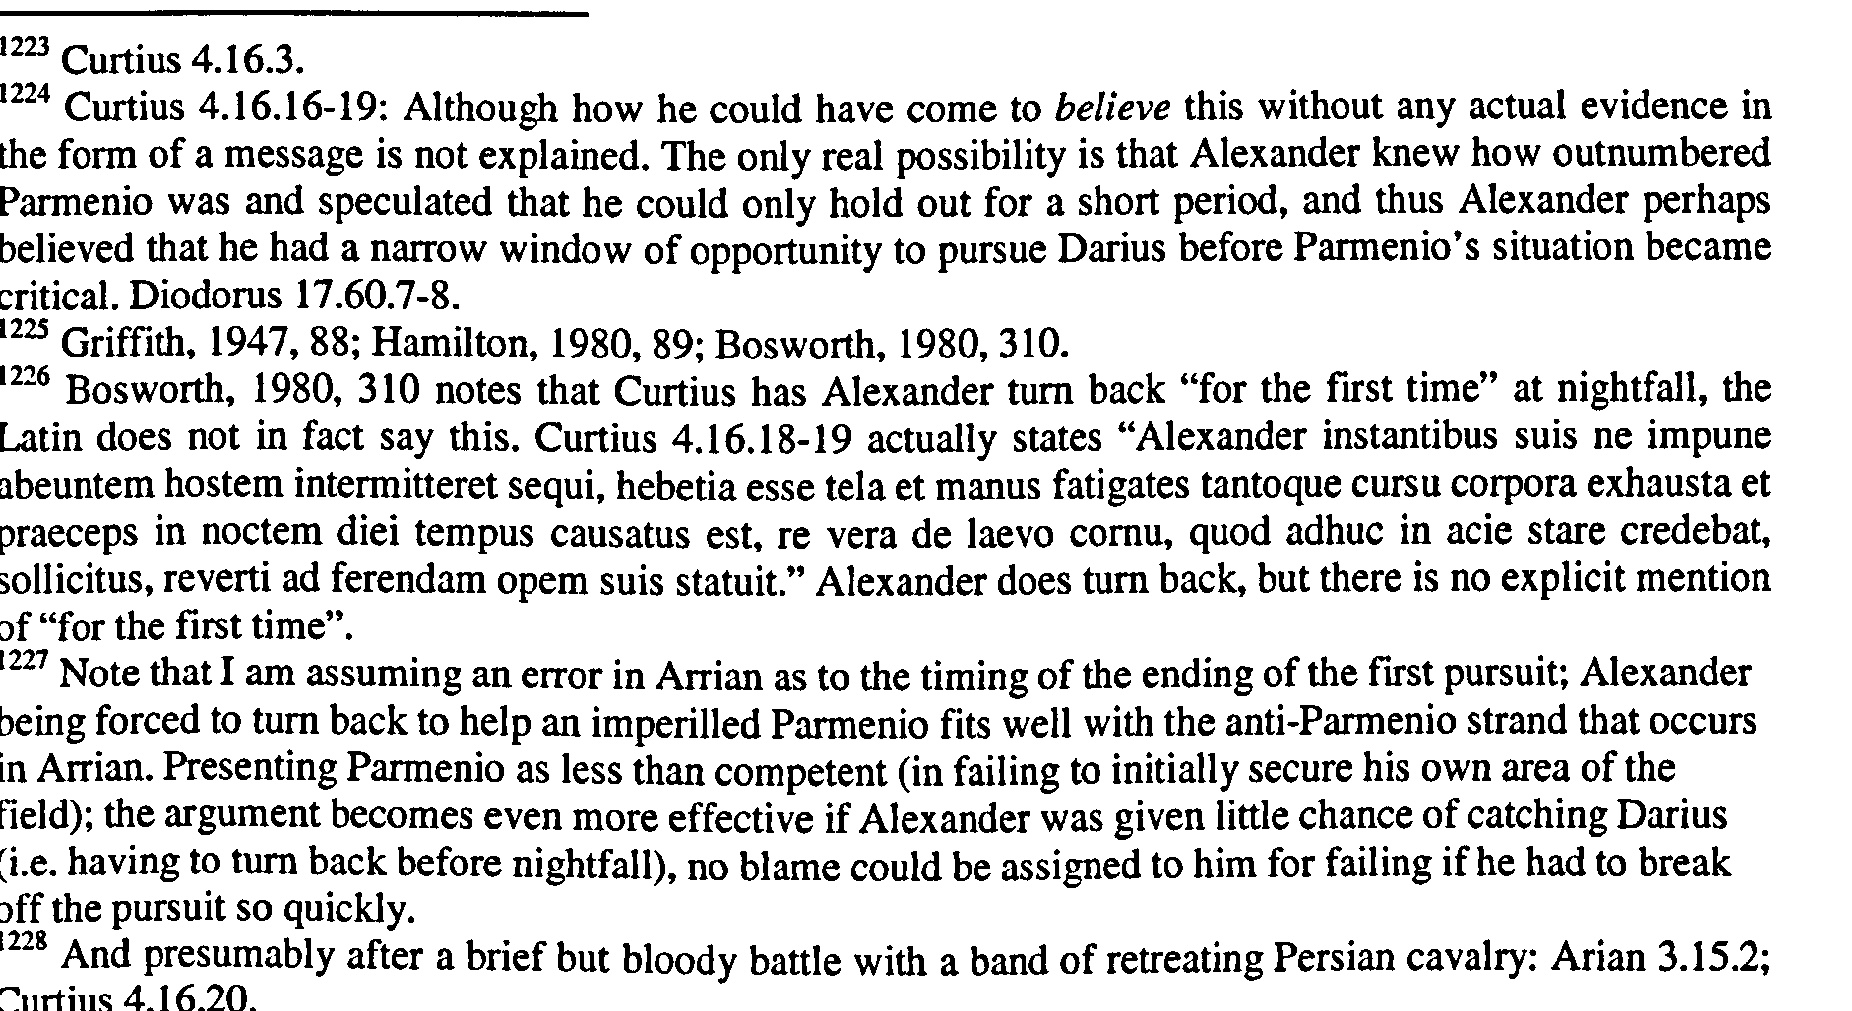 1223 Curtius 4.16.3.
1224 Curtius 4.16.16-19: Although how he could have come to believe this without any actual evidence in
the form of a message is not explained. The only real possibility is that Alexander knew how outnumbered
Parmenio was and speculated that he could only hold out for a short period, and thus Alexander perhaps
believed that he had a narrow window of opportunity to pursue Darius before Parmenio's situation became
critical. Diodorus 17.60.7-8.
1225 Griffith, 1947, 88; Hamilton, 1980, 89; Bosworth, 1980, 310.
1226 Bosworth, 1980, 310 notes that Curtius has Alexander turn back “for the first time” at nightfall, the
Latin does not in fact say this. Curtius 4.16.18-19 actually states “Alexander instantibus suis ne impune
abeuntem hostem intermitteret sequi, hebetia esse tela et manus fatigates tantoque cursu corpora exhausta et
praeceps in noctem diei tempus causatus est, re vera de laevo cornu, quod adhuc in acie stare credebat,
sollicitus, reverti ad ferendam opem suis statuit.” Alexander does turn back, but there is no explicit mention
of “for the first time”.
1227 Note that I am assuming an error in Arrian as to the timing of the ending of the first pursuit; Alexander
being forced to turn back to help an imperilled Parmenio fits well with the anti-Parmenio strand that occurs
in Arrian. Presenting Parmenio as less than competent (in failing to initially secure his own area of the
field); the argument becomes even more effective if Alexander was given little chance of catching Darius
(i.e. having to turn back before nightfall), no blame could be assigned to him for failing if he had to break
off the pursuit so quickly.
1228 And presumably after a brief but bloody battle with a band of retreating Persian cavalry: Arian 3.15.2;
Curtius 4.16.20.